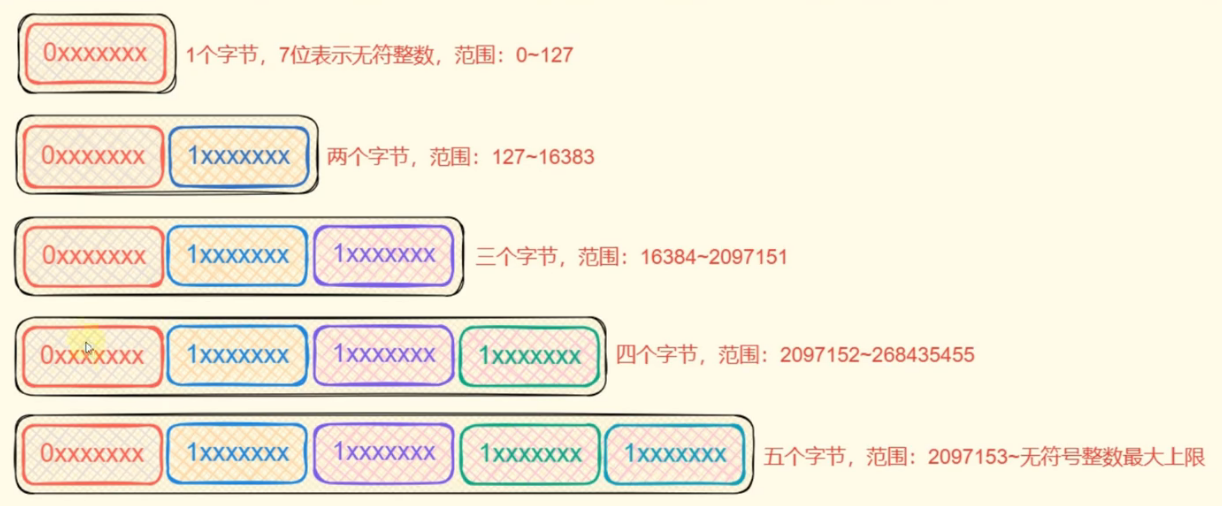 0xxxxxxx 1个字节，7位表示无符整数，范围：0~127
0xxxxxxx 1xxxxxxx 两个字节，范围：127~16383
0xxxxxxx 1xxxxxxx 1xxxxxxx 三个字节，范围：16384~2097151
0xxxxxxx 1xxxxxxx 1xxxxxxx 1xxxxxxx 四个字节，范围：2097152~268435455
0xxxxxxx 1xxxxxxx 1xxxxxxx 1xxxxxxx 1xxxxxxx 五个字节，范围：2097153~无符号整数最大上限